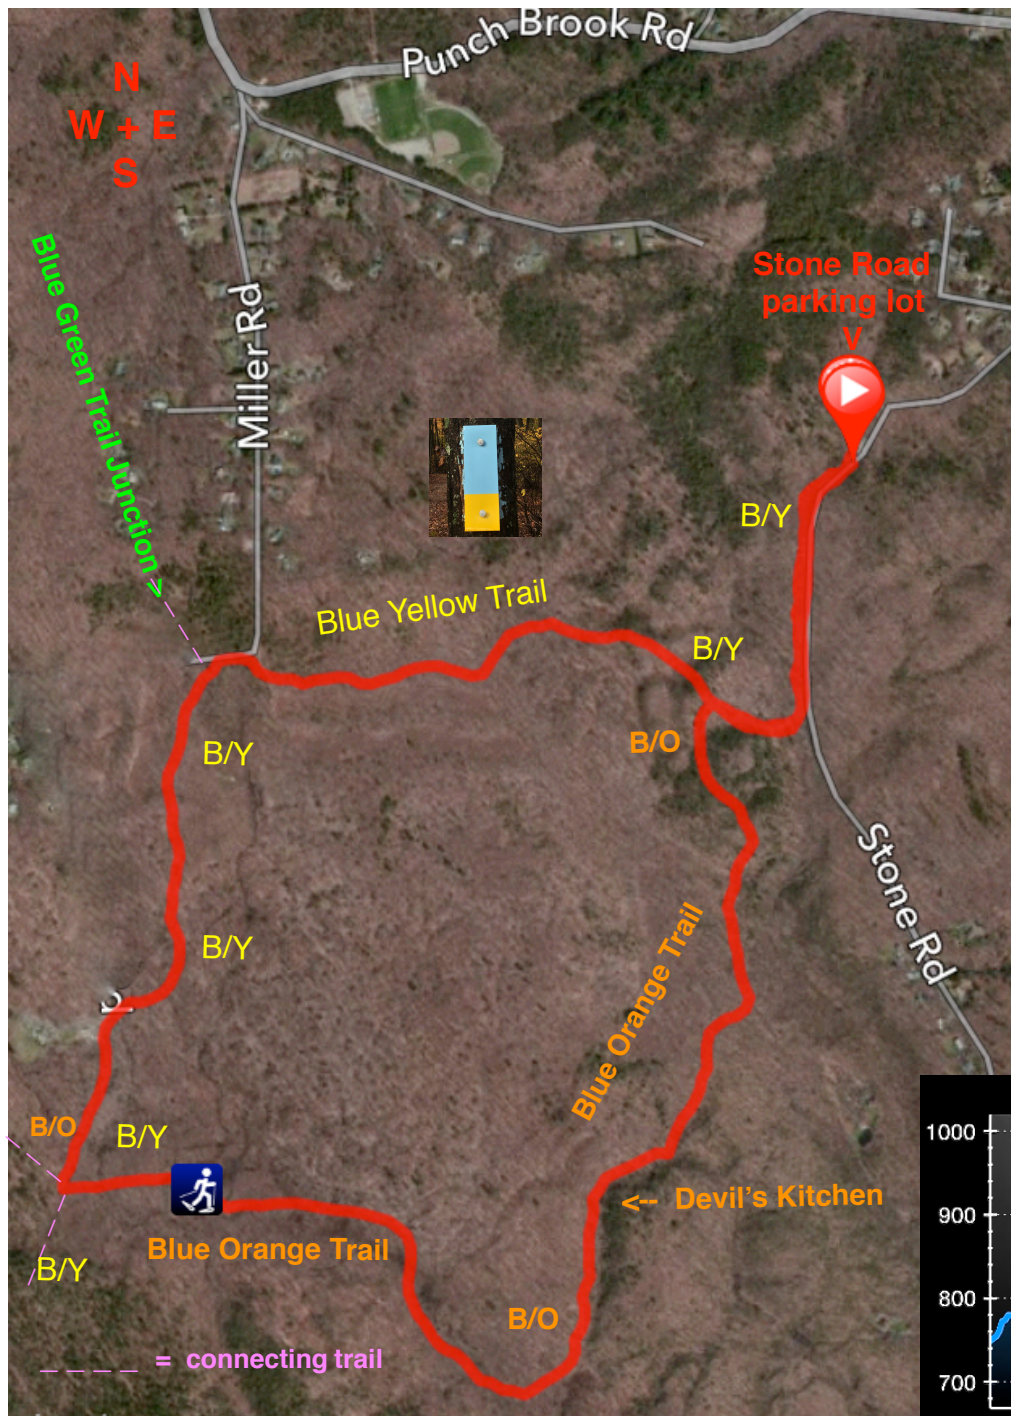 Punch Brook Rd
N
W + E
S
Blue Green Trail Junction >
Miller Rd
Stone Road
parking lot
V
B/Y
Blue Yellow Trail
B/Y
B/O
B/Y
Stone Rd
B/Y
Blue Orange Trail
B/O
B/Y
<-- Devil's Kitchen
Blue Orange Trail
B/Y
B/O
= connecting trail
1000
900
800
700